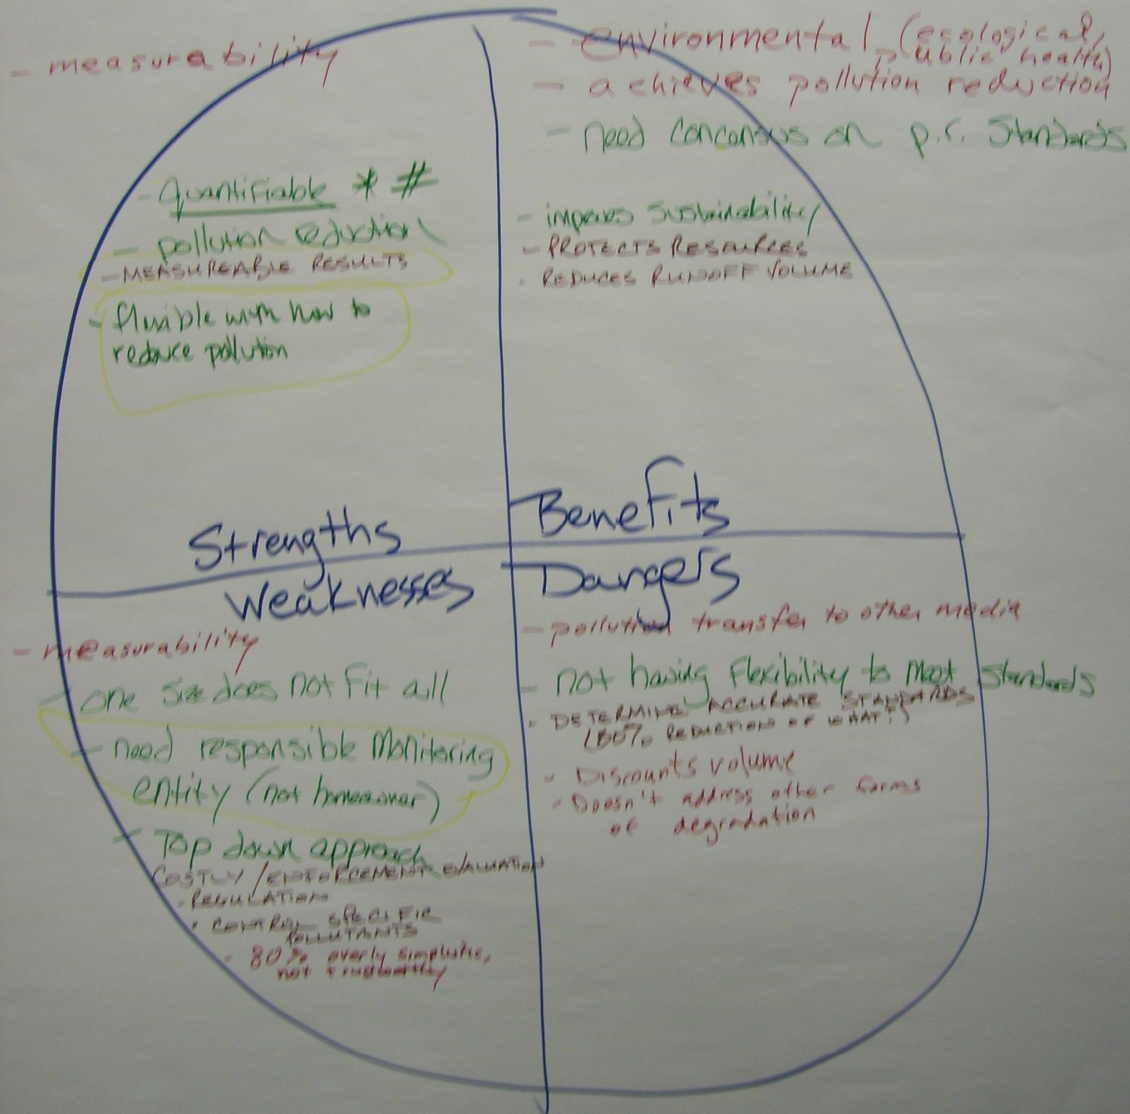 - measurability
- Quantifiable * #
- pollution reduction
- MEASUREABLE RESULTS
- flexible with how to
reduce pollution
Strengths
- environmental (ecological,
public health)
- achieves pollution reduction
- need concensus on p.r. Standards
- improves sustainability
- PROTECTS RESOURCES
- REDUCES RUNOFF VOLUME
Benefits
Weaknesses
- measurability
- one size does not fit all
- need responsible monitoring
entity (not homeowner)
- Top down approach
COSTLY / ENFORCEMENT EVALUATION
- REGULATION
• CONTROL SPECIFIC
POLLUTANTS
- 80% overly simplistic,
not trustworthy
Dangers
- pollution transfer to other media
- not having flexibility to meet standards
• DETERMINE ACCURATE STANDARDS
(80% REDUCTION OF WHAT?)
- Discounts volume
- Doesn't address other forms
of degradation